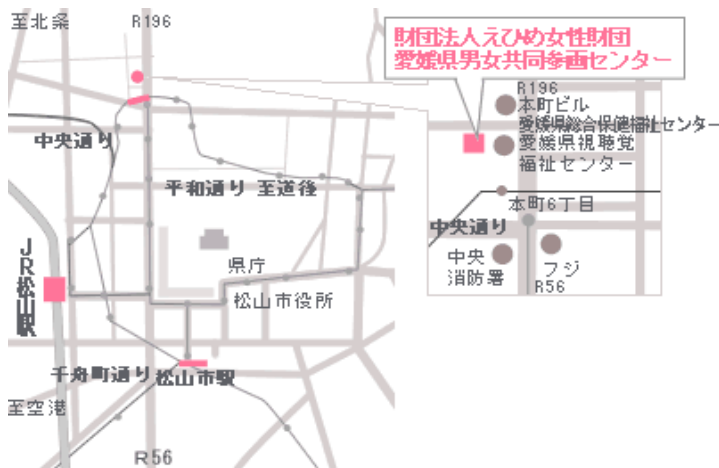 至北条
R196
財団法人えひめ女性財団
愛媛県男女共同参画センター
R196
本町ビル
愛媛県総合保健福祉センター
愛媛県視聴覚
福祉センター
中央通り
平和通り 至道後
本町6丁目
中央通り
JR松山駅
県庁
中央
消防署
フジ
R56
松山市役所
千舟町通り
松山市駅
至空港
R56